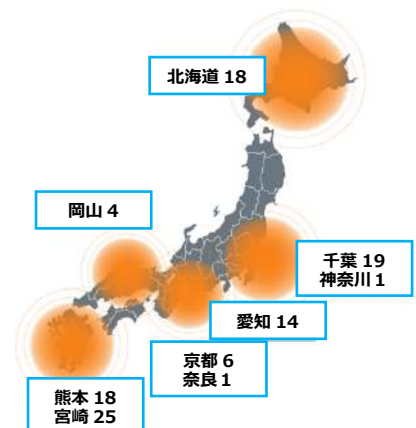 北海道 18
岡山 4
千葉 19
神奈川 1
愛知 14
京都 6
奈良 1
熊本 18
宮崎 25